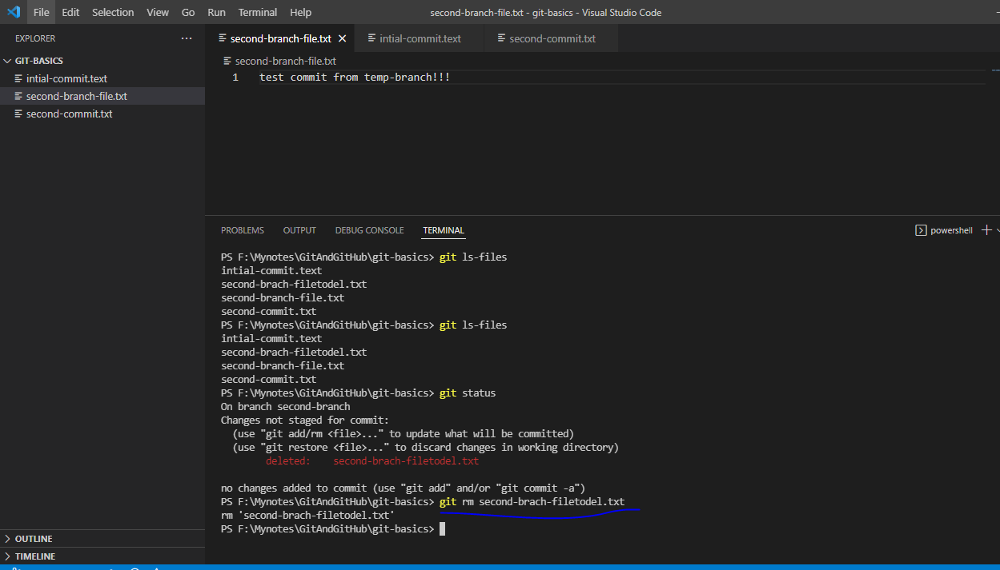 File Edit Selection View Go Run Terminal Help second-branch-file.txt - git-basics - Visual Studio Code
EXPLORER ...
GIT-BASICS
intial-commit.text
second-branch-file.txt
second-commit.txt
OUTLINE
TIMELINE
second-branch-file.txt intial-commit.text second-commit.txt
second-branch-file.txt
1 test commit from temp-branch!!!
PROBLEMS OUTPUT DEBUG CONSOLE TERMINAL powershell
PS F:\Mynotes\GitAndGitHub\git-basics> git ls-files
intial-commit.text
second-brach-filetodel.txt
second-branch-file.txt
second-commit.txt
PS F:\Mynotes\GitAndGitHub\git-basics> git ls-files
intial-commit.text
second-brach-filetodel.txt
second-branch-file.txt
second-commit.txt
PS F:\Mynotes\GitAndGitHub\git-basics> git status
On branch second-branch
Changes not staged for commit:
(use "git add/rm <file>..." to update what will be committed)
(use "git restore <file>..." to discard changes in working directory)
deleted: second-brach-filetodel.txt
no changes added to commit (use "git add" and/or "git commit -a")
PS F:\Mynotes\GitAndGitHub\git-basics> git rm second-brach-filetodel.txt
rm 'second-brach-filetodel.txt'
PS F:\Mynotes\GitAndGitHub\git-basics>